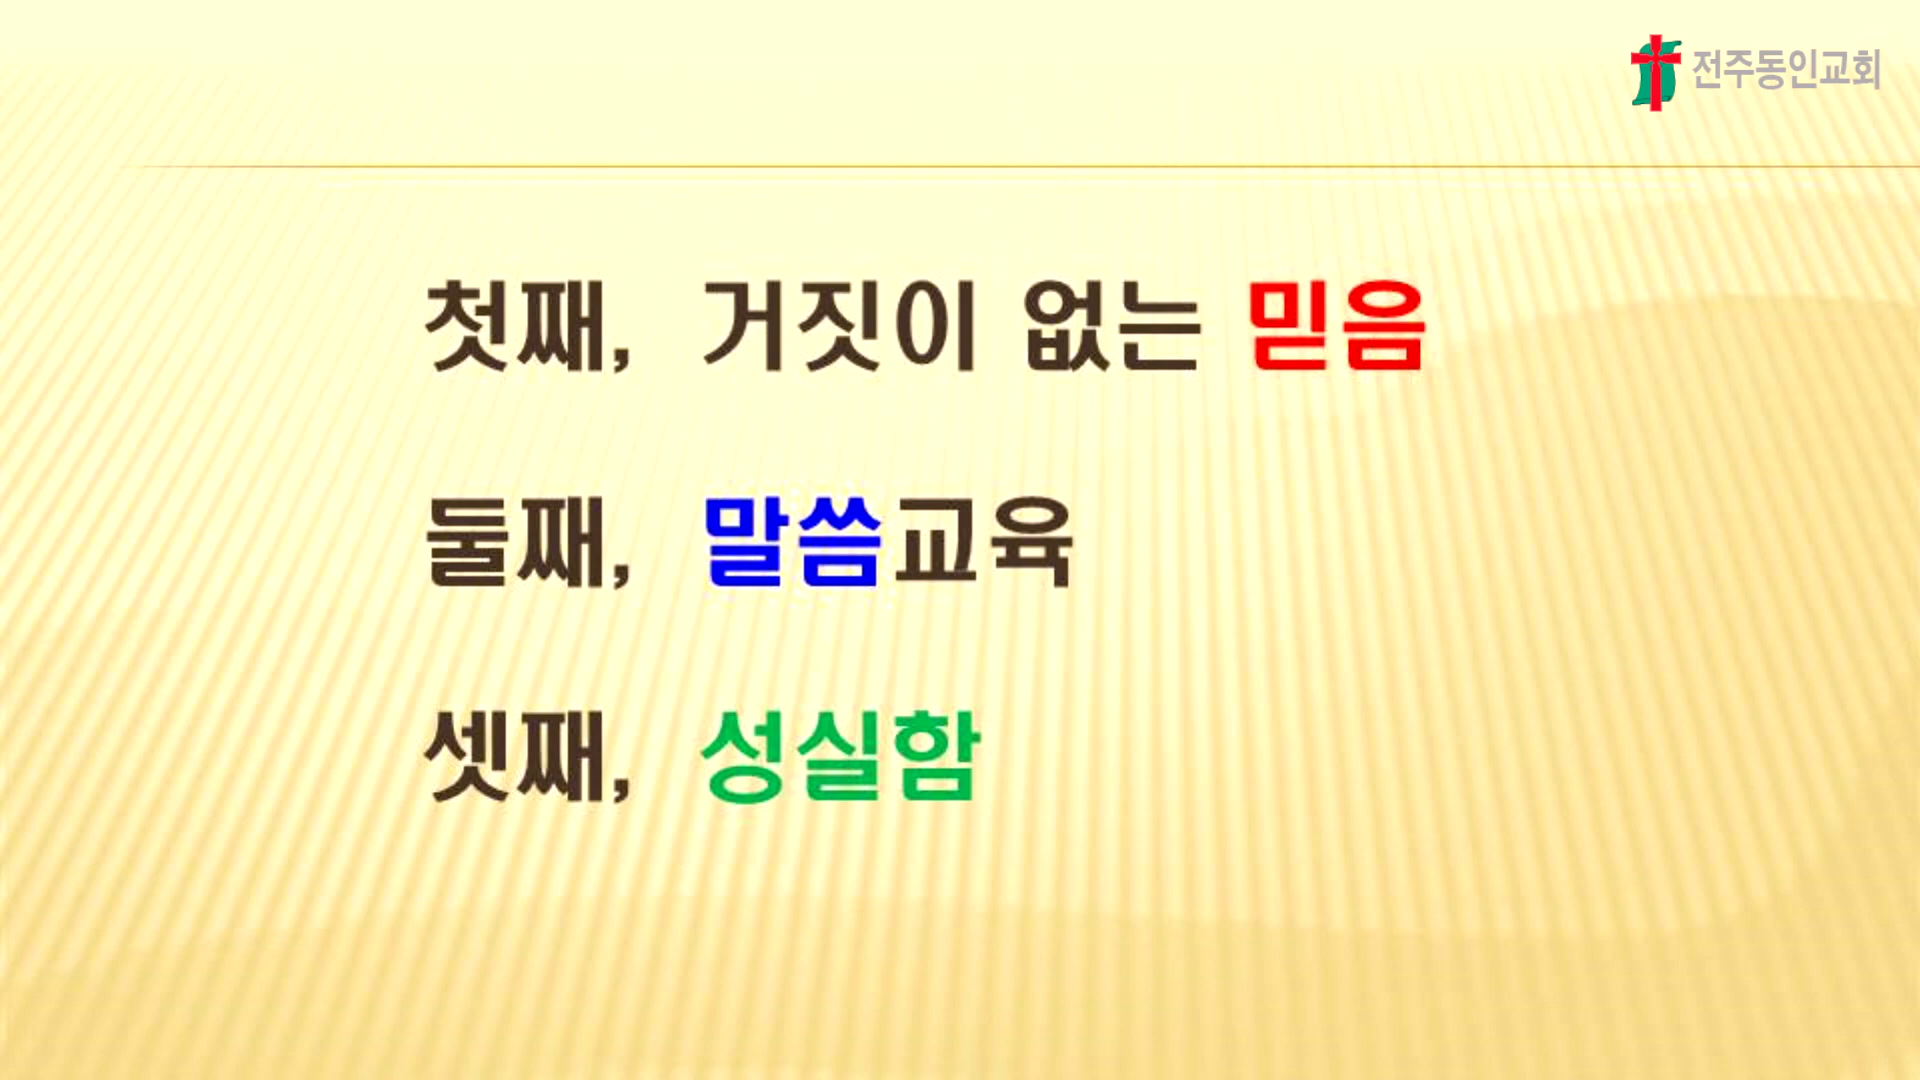 전주동인교회
첫째, 거짓이 없는 믿음
둘째, 말씀교육
셋째, 성실함